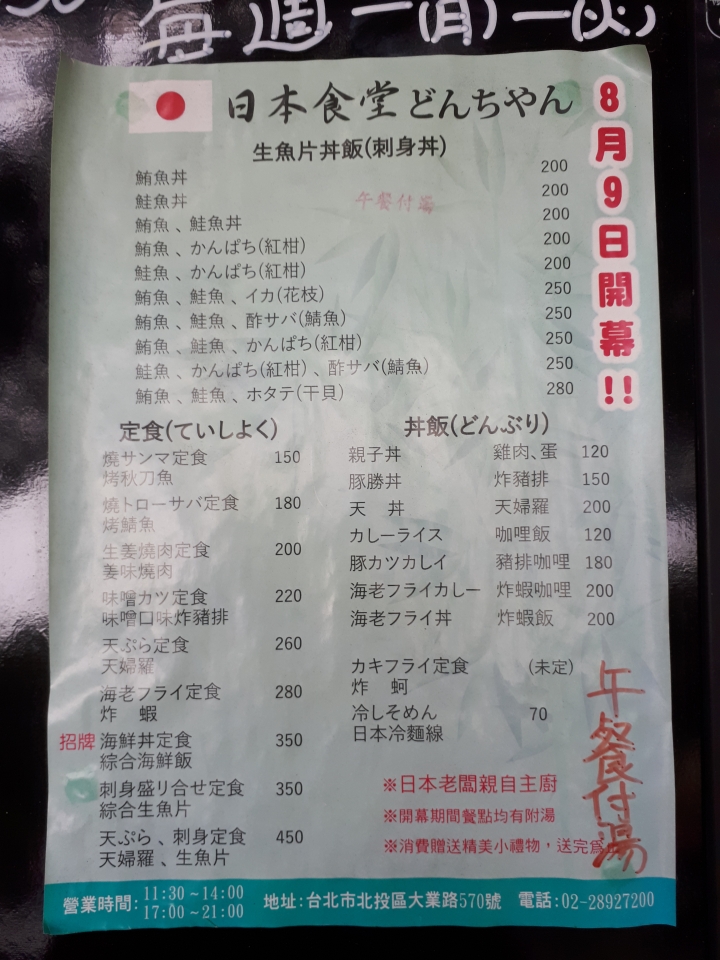 每週一(月)一(火)
日本食堂どんちやん
生魚片丼飯(刺身丼)
8月9日開幕!!
鮪魚丼 200
鮭魚丼 200
午餐付湯
鮪魚、鮭魚丼 200
鮪魚、かんぱち(紅柑) 200
鮭魚、かんぱち(紅柑) 200
鮪魚、鮭魚、イカ(花枝) 250
鮪魚、鮭魚、酢サバ(鯖魚) 250
鮪魚、鮭魚、かんぱち(紅柑) 250
鮭魚、かんぱち(紅柑)、酢サバ(鯖魚) 250
鮪魚、鮭魚、ホタテ(干貝) 280
定食(ていしよく)
燒サンマ定食 150
烤秋刀魚
燒トローサバ定食 180
烤鯖魚
生姜燒肉定食 200
姜味燒肉
味噌カツ定食 220
味噌口味炸豬排
天ぷら定食 260
天婦羅
海老フライ定食 280
炸 蝦
招牌 海鮮丼定食 350
綜合海鮮飯
刺身盛り合せ定食 350
綜合生魚片
天ぷら、刺身定食 450
天婦羅、生魚片
丼飯(どんぶり)
親子丼 雞肉、蛋 120
豚勝丼 炸豬排 150
天 丼 天婦羅 200
カレーライス 咖哩飯 120
豚カツカレイ 豬排咖哩 180
海老フライカレー 炸蝦咖哩 200
海老フライ丼 炸蝦飯 200
カキフライ定食 (未定)
炸 蚵
冷しそめん 70
日本冷麵線
※日本老闆親自主廚
※開幕期間餐點均有附湯
※消費贈送精美小禮物，送完為
午餐付湯
營業時間:11:30~14:00
17:00~21:00
地址:台北市北投區大業路570號 電話:02-28927200